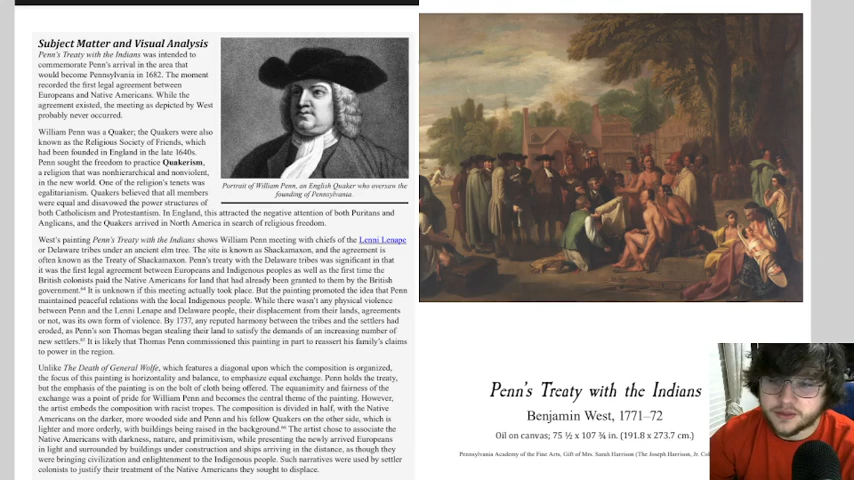 Subject Matter and Visual Analysis
Penn's Treaty with the Indians was intended to
commemorate Penn's arrival in the area that
would become Pennsylvania in 1682. The moment
recorded the first legal agreement between
Europeans and Native Americans. While the
agreement existed, the meeting as depicted by West
probably never occurred.
William Penn was a Quaker; the Quakers were also
known as the Religious Society of Friends, which
had been founded in England in the late 1640s.
Penn sought the freedom to practice Quakerism,
a religion that was nonhierarchical and nonviolent,
in the new world. One of the religion's tenets was
egalitarianism. Quakers believed that all members
were equal and disavowed the power structures of
both Catholicism and Protestantism. In England, this attracted the negative attention of both Puritans and
Anglicans, and the Quakers arrived in North America in search of religious freedom.
Portrait of William Penn, an English Quaker who oversaw the
founding of Pennsylvania.
West's painting Penn's Treaty with the Indians shows William Penn meeting with chiefs of the Lenni Lenape
or Delaware tribes under an ancient elm tree. The site is known as Shackamaxon, and the agreement is
often known as the Treaty of Shackamaxon. Penn's treaty with the Delaware tribes was significant in that
it was the first legal agreement between Europeans and Indigenous peoples as well as the first time the
British colonists paid the Native Americans for land that had already been granted to them by the British
government.⁶⁴ It is unknown if this meeting actually took place. But the painting promoted the idea that Penn
maintained peaceful relations with the local Indigenous people. While there wasn't any physical violence
between Penn and the Lenni Lenape and Delaware people, their displacement from their lands, agreements
or not, was its own form of violence. By 1737, any reputed harmony between the tribes and the settlers had
eroded, as Penn's son Thomas began stealing their land to satisfy the demands of an increasing number of
new settlers.⁶⁵ It is likely that Thomas Penn commissioned this painting in part to reassert his family's claims
to power in the region.
Unlike The Death of General Wolfe, which features a diagonal upon which the composition is organized,
the focus of this painting is horizontality and balance, to emphasize equal exchange. Penn holds the treaty,
but the emphasis of the painting is on the bolt of cloth being offered. The equanimity and fairness of the
exchange was a point of pride for William Penn and becomes the central theme of the painting. However,
the artist embeds the composition with racist tropes. The composition is divided in half, with the Native
Americans on the darker, more wooded side and Penn and his fellow Quakers on the other side, which is
lighter and more orderly, with buildings being raised in the background.⁶⁶ The artist chose to associate the
Native Americans with darkness, nature, and primitivism, while presenting the newly arrived Europeans
in light and surrounded by buildings under construction and ships arriving in the distance, as though they
were bringing civilization and enlightenment to the Indigenous people. Such narratives were used by settler
colonists to justify their treatment of the Native Americans they sought to displace.
Penn's Treaty with the Indians
Benjamin West, 1771–72
Oil on canvas; 75 ½ x 107 ¾ in. (191.8 x 273.7 cm.)
Pennsylvania Academy of the Fine Arts, Gift of Mrs. Sarah Harrison (The Joseph Harrison, Jr.